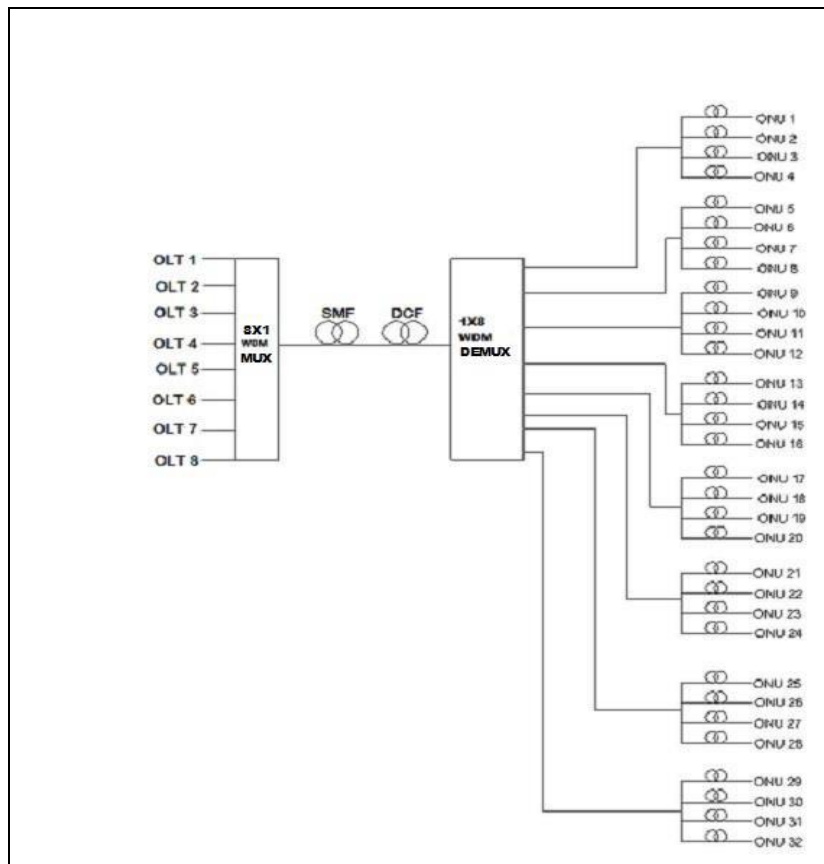 OLT 1
OLT 2
OLT 3
OLT 4
OLT 5
OLT 6
OLT 7
OLT 8
8X1
WDM
MUX
SMF
DCF
1X8
WDM
DEMUX
ONU 1
ONU 2
ONU 3
ONU 4
ONU 5
ONU 6
ONU 7
ONU 8
ONU 9
ONU 10
ONU 11
ONU 12
ONU 13
ONU 14
ONU 15
ONU 16
ONU 17
ONU 18
ONU 19
ONU 20
ONU 21
ONU 22
ONU 23
ONU 24
ONU 25
ONU 26
ONU 27
ONU 28
ONU 29
ONU 30
ONU 31
ONU 32